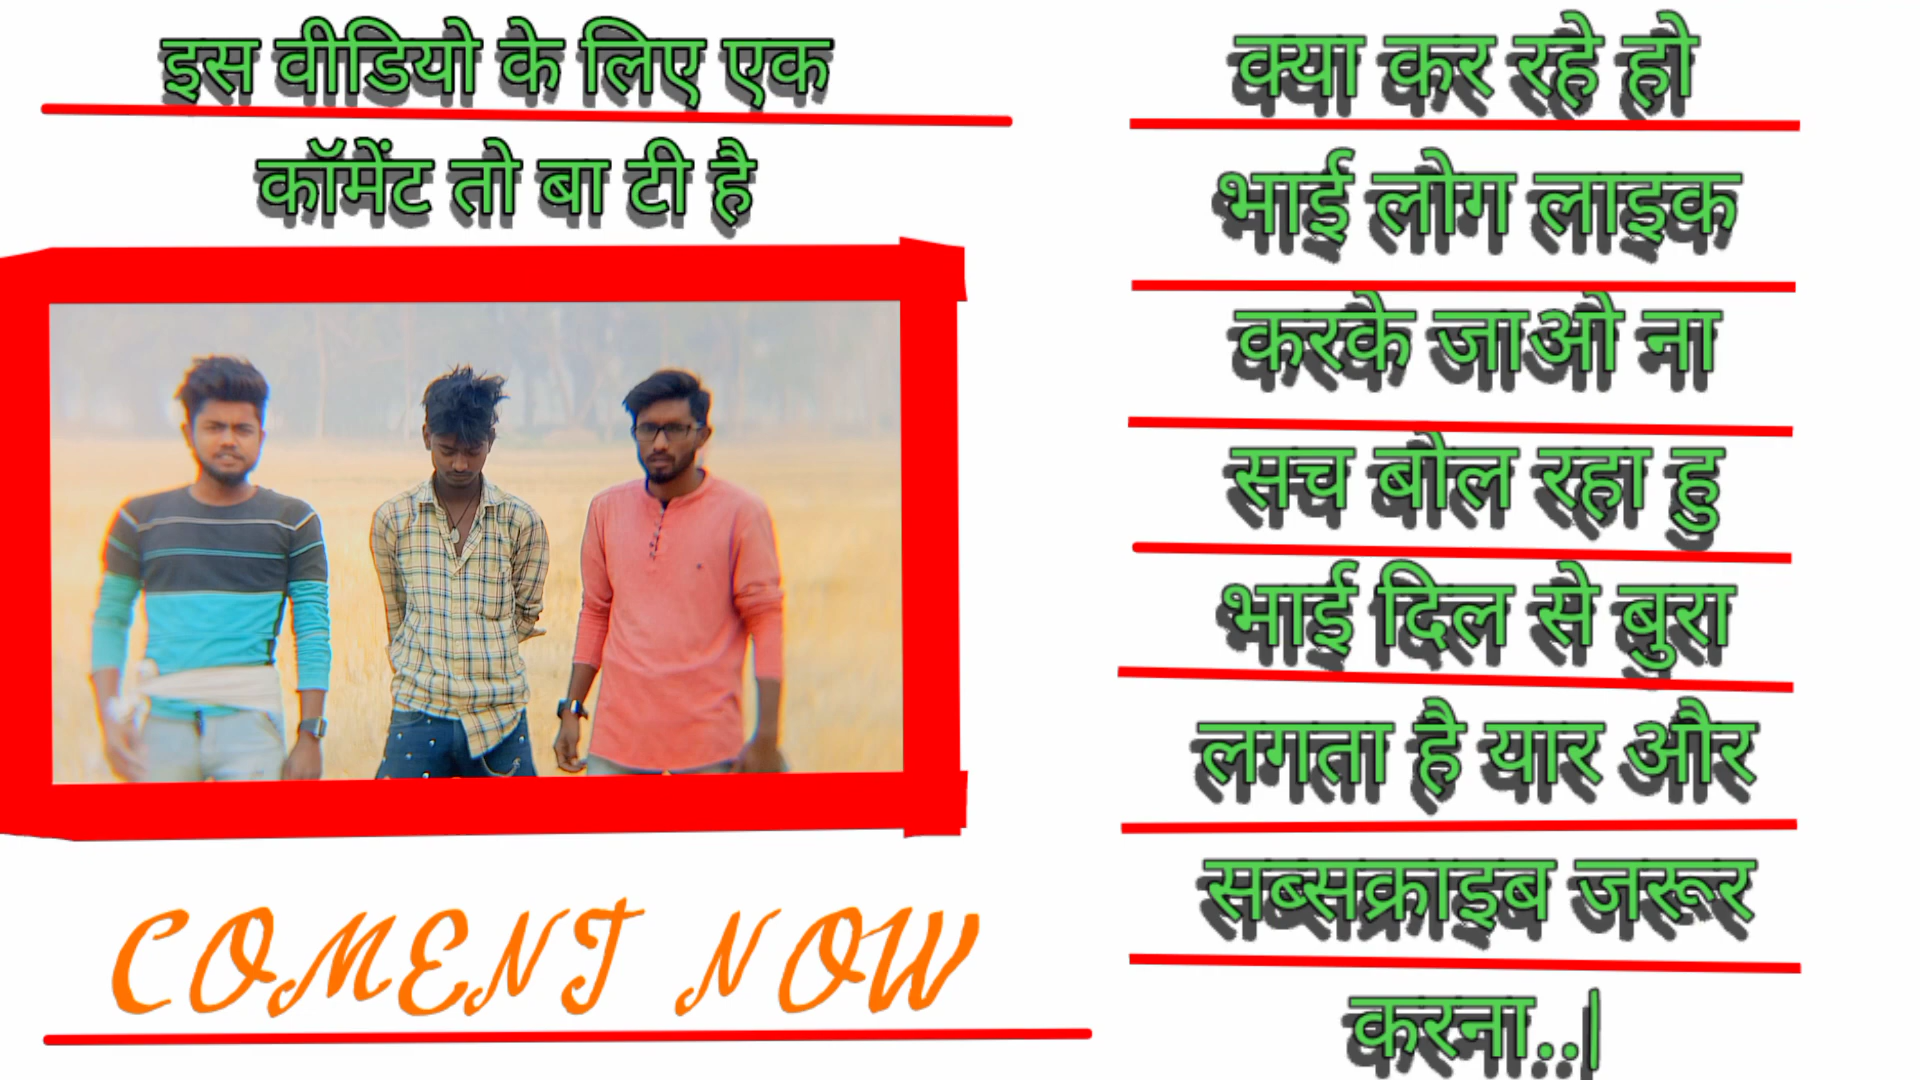 इस वीडियो के लिए एक
कॉमेंट तो बा टी है
COMENT NOW
क्या कर रहे हो
भाई लोग लाइक
करके जाओ ना
सच बोल रहा हु
भाई दिल से बुरा
लगता है यार और
सब्सक्राइब जरूर
करना..|